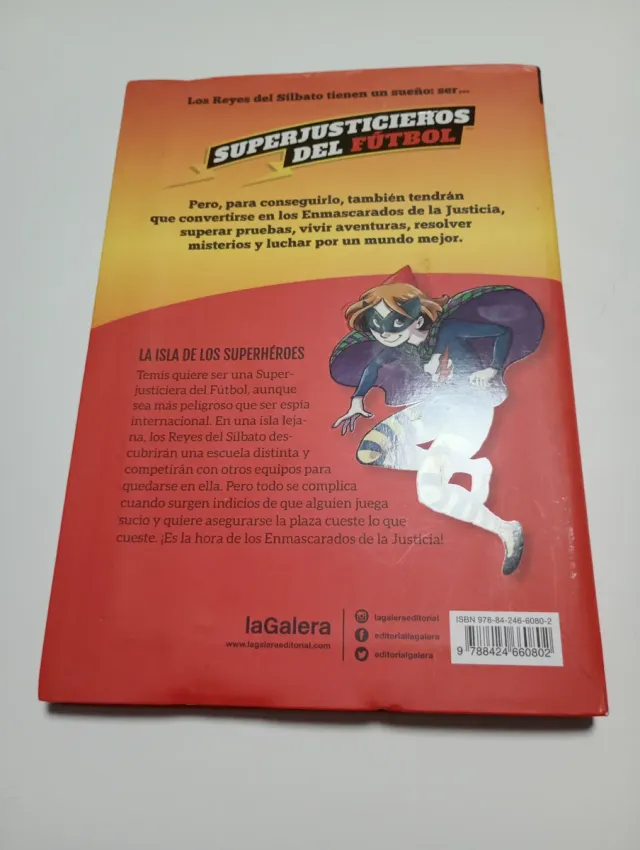 Los Reyes del Silbato tienen un sueño: ser...
SUPERJUSTICIEROS
DEL FÚTBOL
Pero, para conseguirlo, también tendrán
que convertirse en los Enmascarados de la Justicia,
superar pruebas, vivir aventuras, resolver
misterios y luchar por un mundo mejor.
LA ISLA DE LOS SUPERHÉROES
Temis quiere ser una Super-
justiciera del Fútbol, aunque
sea más peligroso que ser espía
internacional. En una isla leja-
na, los Reyes del Silbato des-
cubrirán una escuela distinta y
competirán con otros equipos para
quedarse en ella. Pero todo se complica
cuando surgen indicios de que alguien juega
sucio y quiere asegurarse la plaza cueste lo que
cueste. ¡Es la hora de los Enmascarados de la Justicia!
laGalera
www.lagaleraeditorial.com
lagaleraeditorial
editoriallagalera
editorialgalera
ISBN 978-84-246-6080-2
9 788424 660802